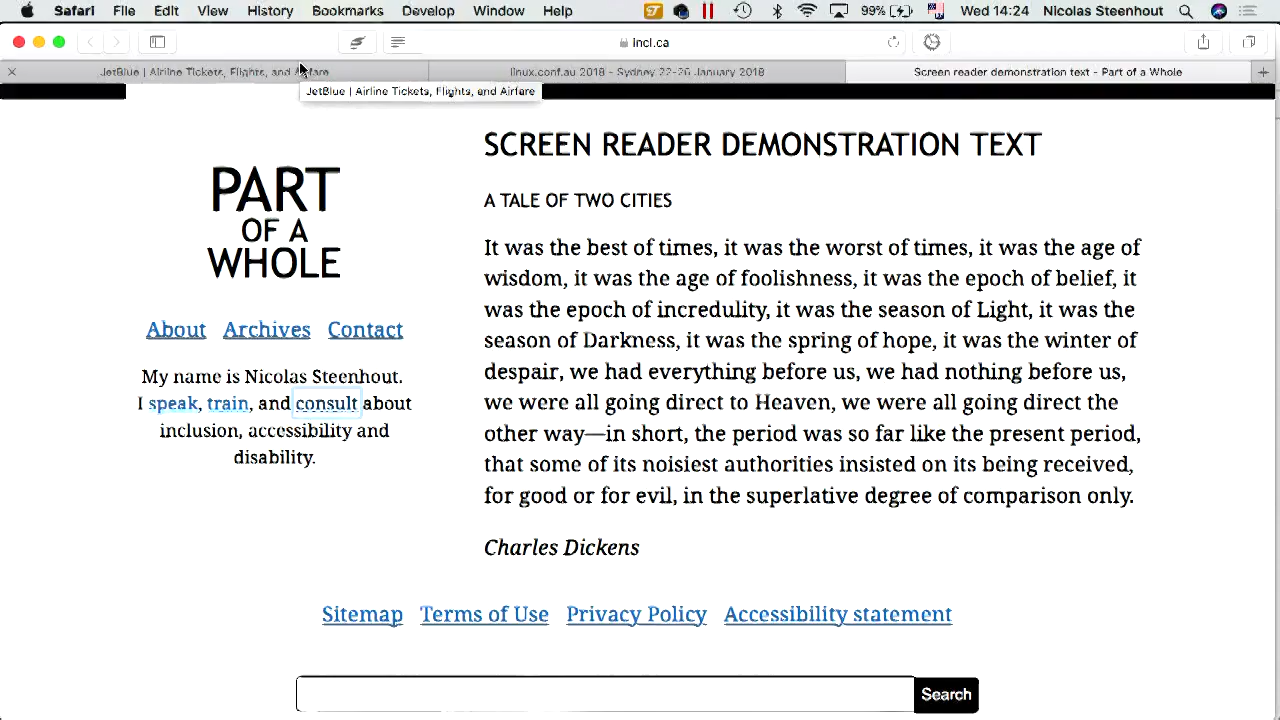 Safari File Edit View History Bookmarks Develop Window Help 99% Wed 14:24 Nicolas Steenhout
incl.ca
JetBlue | Airline Tickets, Flights, and Airfare linux.conf.au 2018 - Sydney 22-26 January 2018 Screen reader demonstration text - Part of a Whole
JetBlue | Airline Tickets, Flights, and Airfare
PART
OF A
WHOLE
About Archives Contact
My name is Nicolas Steenhout.
I speak, train, and consult about
inclusion, accessibility and
disability.
SCREEN READER DEMONSTRATION TEXT
A TALE OF TWO CITIES
It was the best of times, it was the worst of times, it was the age of
wisdom, it was the age of foolishness, it was the epoch of belief, it
was the epoch of incredulity, it was the season of Light, it was the
season of Darkness, it was the spring of hope, it was the winter of
despair, we had everything before us, we had nothing before us,
we were all going direct to Heaven, we were all going direct the
other way—in short, the period was so far like the present period,
that some of its noisiest authorities insisted on its being received,
for good or for evil, in the superlative degree of comparison only.
Charles Dickens
Sitemap Terms of Use Privacy Policy Accessibility statement
Search